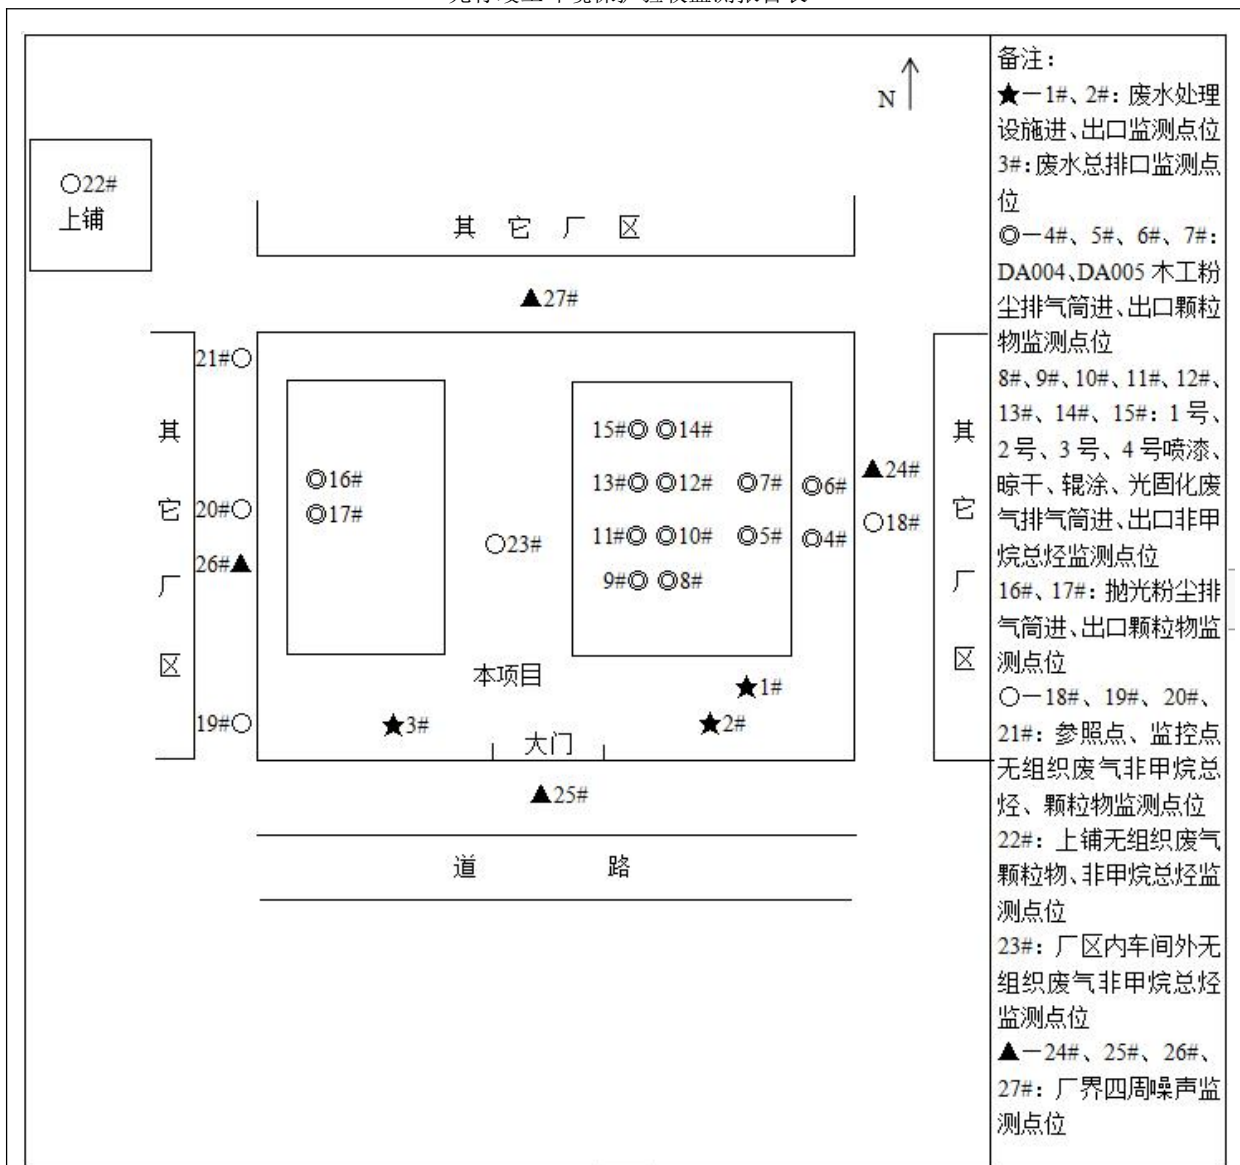 N
○22#
上铺
其 它 厂 区
▲27#
21#○
其
它
厂
区
20#○
26#▲
19#○
◎16#
◎17#
○23#
15#◎ ◎14#
13#◎ ◎12# ◎7# ◎6#
11#◎ ◎10# ◎5# ◎4#
9#◎ ◎8#
▲24#
○18#
其
它
厂
区
本项目
★1#
★3#
★2#
大门
▲25#
道 路
备注：
★—1#、2#：废水处理
设施进、出口监测点位
3#：废水总排口监测点
位
◎—4#、5#、6#、7#：
DA004、DA005 木工粉
尘排气筒进、出口颗粒
物监测点位
8#、9#、10#、11#、12#、
13#、14#、15#：1 号、
2 号、3 号、4 号喷漆、
晾干、辊涂、光固化废
气排气筒进、出口非甲
烷总烃监测点位
16#、17#：抛光粉尘排
气筒进、出口颗粒物监
测点位
○—18#、19#、20#、
21#：参照点、监控点
无组织废气非甲烷总
烃、颗粒物监测点位
22#：上铺无组织废气
颗粒物、非甲烷总烃监
测点位
23#：厂区内车间外无
组织废气非甲烷总烃
监测点位
▲—24#、25#、26#、
27#：厂界四周噪声监
测点位